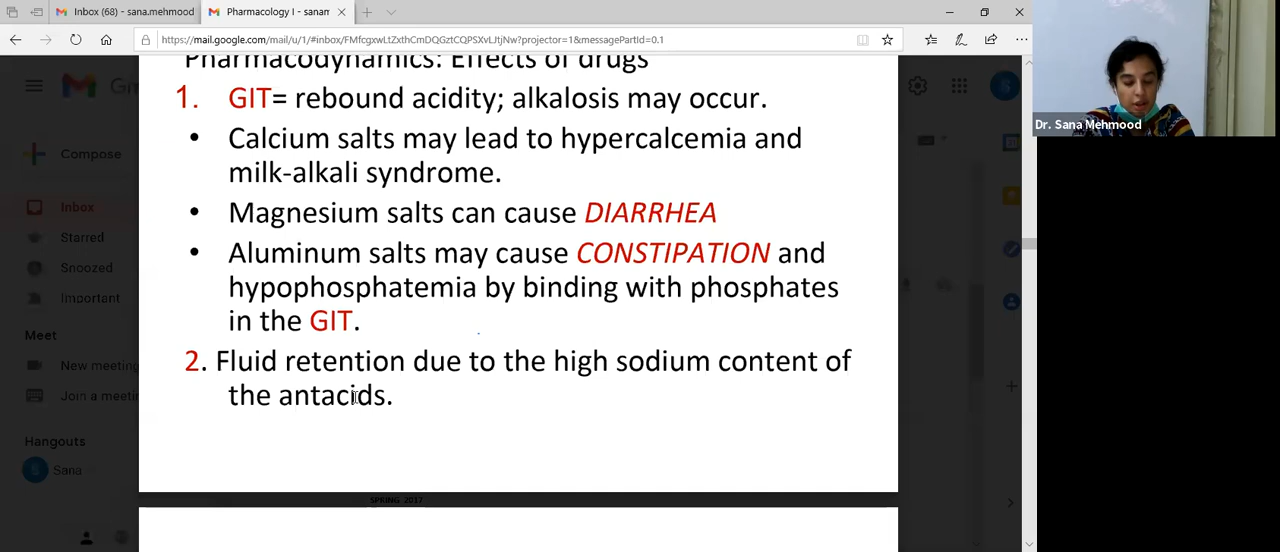 Inbox (68) - sana.mehmood
Pharmacology I - sanam
https://mail.google.com/mail/u/1/#inbox/FMfcgxwLtZxthCmDQGztCQPSXvLJtjNw?projector=1&messagePartId=0.1
Gm
Compose
Inbox
Starred
Snoozed
Important
Meet
New meeting
Join a meetin
Hangouts
Sana
Pharmacodynamics: Effects of drugs
1. GIT= rebound acidity; alkalosis may occur.
• Calcium salts may lead to hypercalcemia and
milk-alkali syndrome.
• Magnesium salts can cause DIARRHEA
• Aluminum salts may cause CONSTIPATION and
hypophosphatemia by binding with phosphates
in the GIT.
2. Fluid retention due to the high sodium content of
the antacids.
SPRING 2017
S
Dr. Sana Mehmood